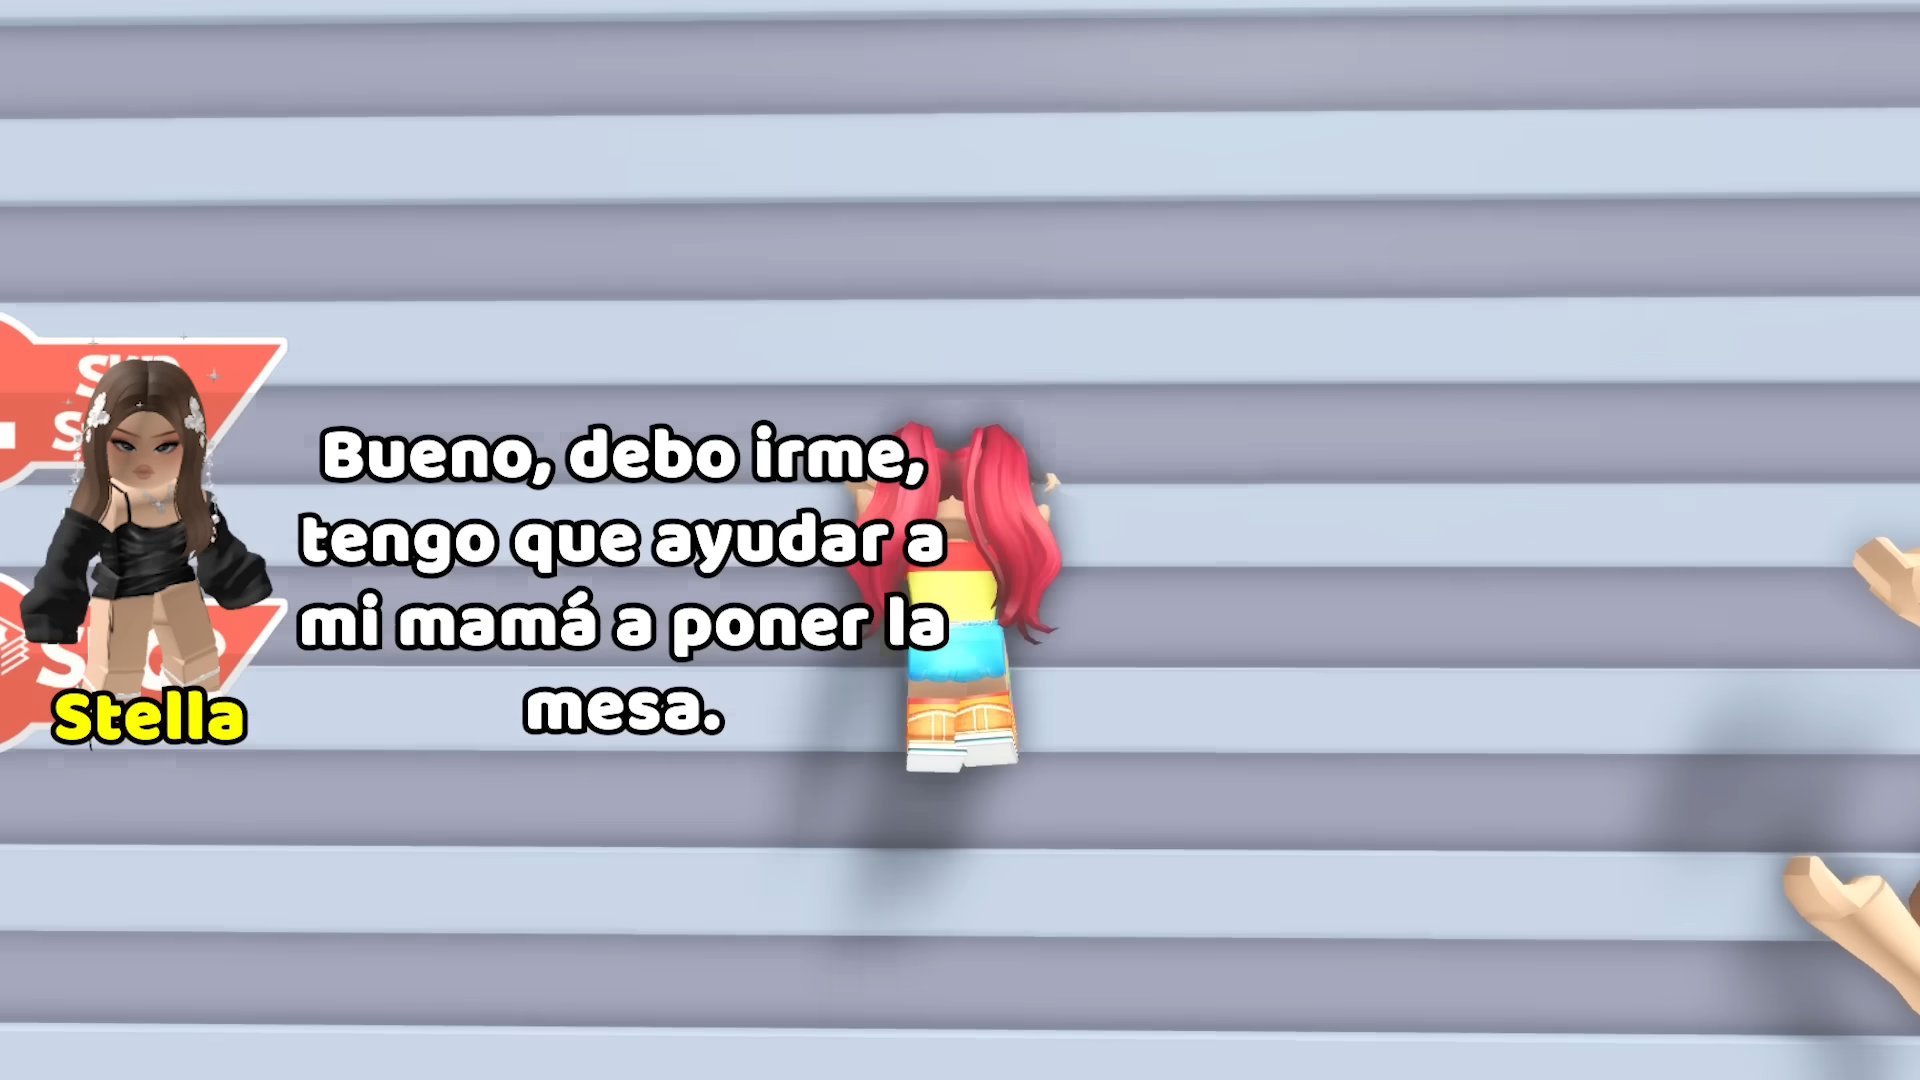 Bueno, debo irme,
tengo que ayudar a
mi mamá a poner la
mesa.
Stella